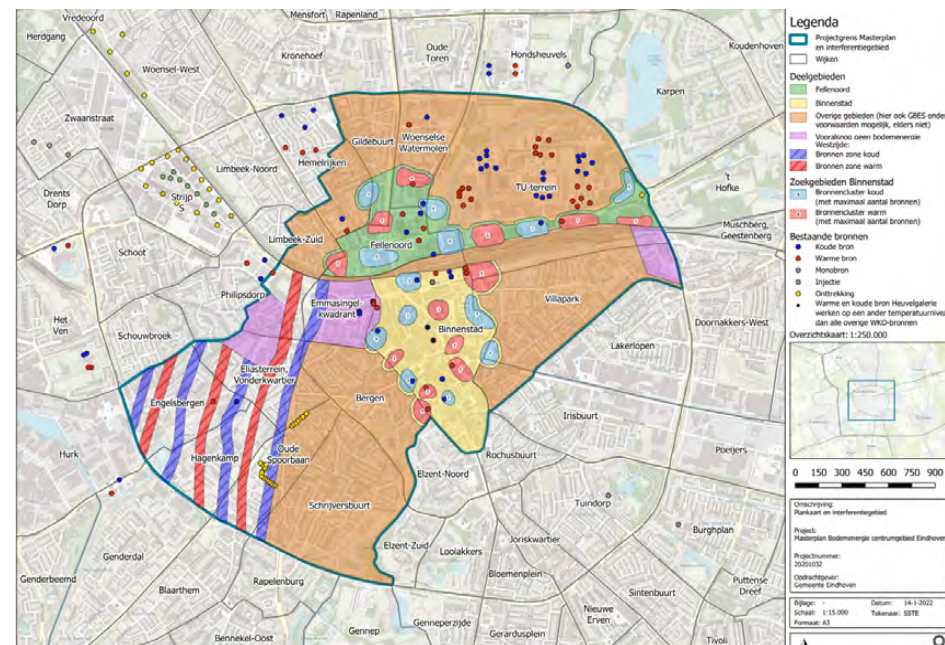 Vredeoord
Mensfort
Rapenland
Herdgang
Oude
Toren
Hondsheuvels
Koudenhoven
Woensel-West
Kronehoef
Karpen
Zwaanstraat
Gildebuurt
Woenselse
Watermolen
Hemelrijken
Limbeek-Noord
TU-terrein
't
Hofke
Drents
Dorp
Strijp
S
Limbeek-Zuid
Fellenoord
Muschberg,
Geestenberg
Schoot
Philipsdorp
Emmasingel-
kwadrant
Villapark
Het
Ven
Schouwbroek
Binnenstad
Doornakkers-West
Lakerlopen
Eliasterrein,
Vonderkwartier
Engelsbergen
Bergen
Irisbuurt
Hurk
Oude
Spoorbaan
Rochusbuurt
Poeijers
Hagenkamp
Elzent-Noord
Schrijversbuurt
Tuindorp
Burghplan
Elzent-Zuid
Joriskwartier
Genderdal
Looiakkers
Genderbeemd
Rapelenburg
Bloemenplein
Puttense
Dreef
Blaarthem
Sintenbuurt
Genneperzijde
Nieuwe
Erven
Bennekel-Oost
Gennep
Gerardusplein
Tivoli
Legenda
Projectgrens Masterplan
en interferentiegebied
Wijken
Deelgebieden
Fellenoord
Binnenstad
Overige gebieden (hier ook GBES onder
voorwaarden mogelijk, elders niet)
Vooralsnog geen bodemenergie
Westzijde:
Bronnen zone koud
Bronnen zone warm
Zoekgebieden Binnenstad
Bronnencluster koud
(met maximaal aantal bronnen)
Bronnencluster warm
(met maximaal aantal bronnen)
Bestaande bronnen
Koude bron
Warme bron
Monobron
Injectie
Onttrekking
Warme en koude bron Heuvelgalerie
werken op een ander temperatuurnivea
dan alle overige WKO-bronnen
Overzichtskaart: 1:250.000
0 150 300 450 600 750 900
Omschrijving:
Plankaart en interferentiegebied
Project:
Masterplan Bodemenergie centrumgebied Eindhoven
Projectnummer:
20201032
Opdrachtgever:
Gemeente Eindhoven
Bijlage: - Datum: 14-1-2022
Schaal: 1:15.000 Tekenaar: SSTE
Formaat: A3